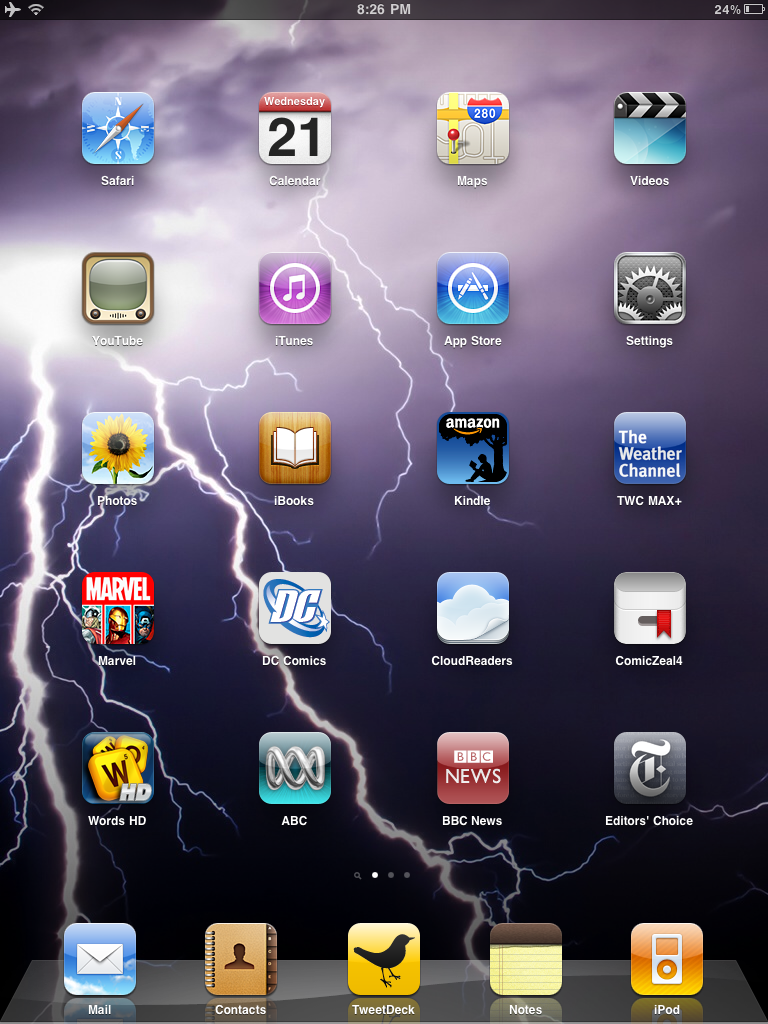 8:26 PM
24%
N
W
E
S
Safari
Wednesday
21
Calendar
280
Maps
Videos
YouTube
iTunes
App Store
Settings
Photos
iBooks
amazon
Kindle
The
Weather
Channel
TWC MAX+
MARVEL
Marvel
DC
DC Comics
CloudReaders
ComicZeal4
W O
W
HD
Words HD
ABC
BBC
NEWS
BBC News
T
Editors' Choice
Mail
Contacts
TweetDeck
Notes
iPod